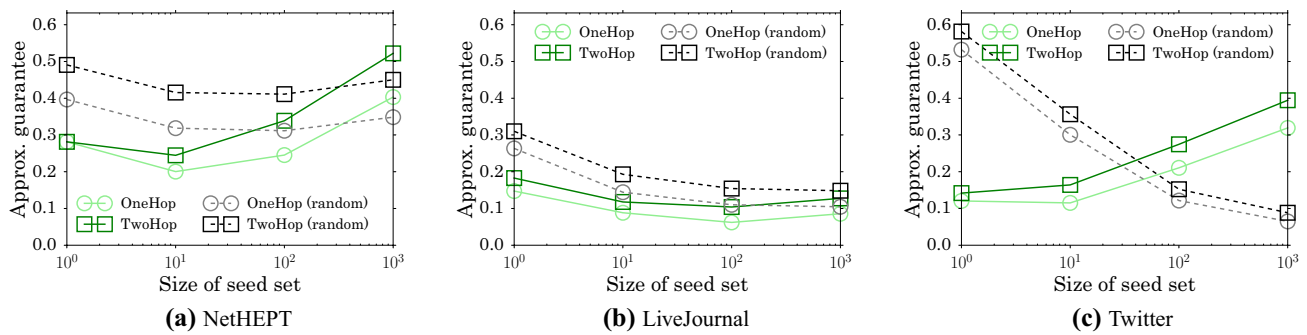 0.6
0.5
0.4
0.3
0.2
0.1
0.0
Approx. guarantee
OneHop
TwoHop
OneHop (random)
TwoHop (random)
10^0
10^1
10^2
10^3
Size of seed set
(a) NetHEPT
0.6
0.5
0.4
0.3
0.2
0.1
0.0
Approx. guarantee
OneHop
TwoHop
OneHop (random)
TwoHop (random)
10^0
10^1
10^2
10^3
Size of seed set
(b) LiveJournal
0.6
0.5
0.4
0.3
0.2
0.1
0.0
Approx. guarantee
OneHop
TwoHop
OneHop (random)
TwoHop (random)
10^0
10^1
10^2
10^3
Size of seed set
(c) Twitter